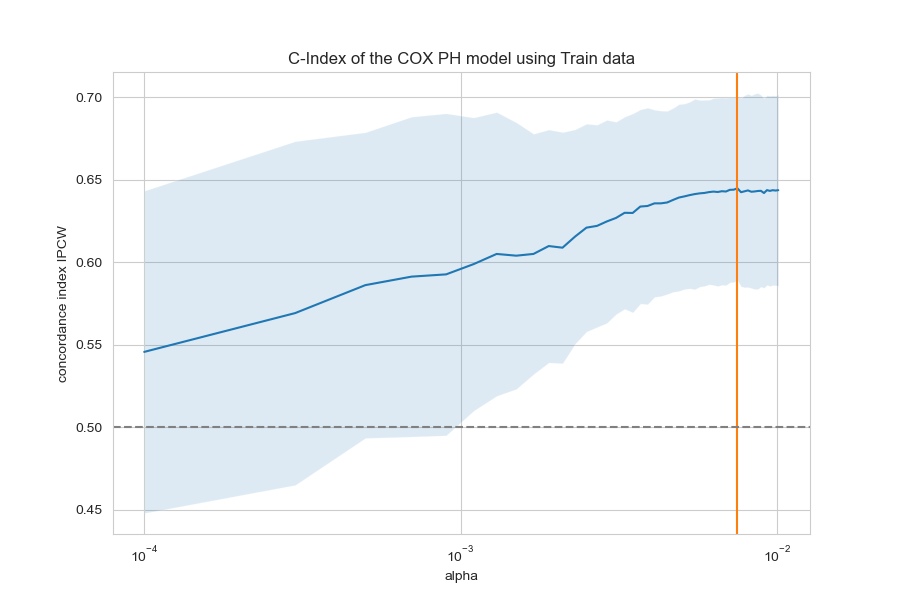 C-Index of the COX PH model using Train data
concordance index IPCW
0.70
0.65
0.60
0.55
0.50
0.45
10⁻⁴ 10⁻³ 10⁻²
alpha